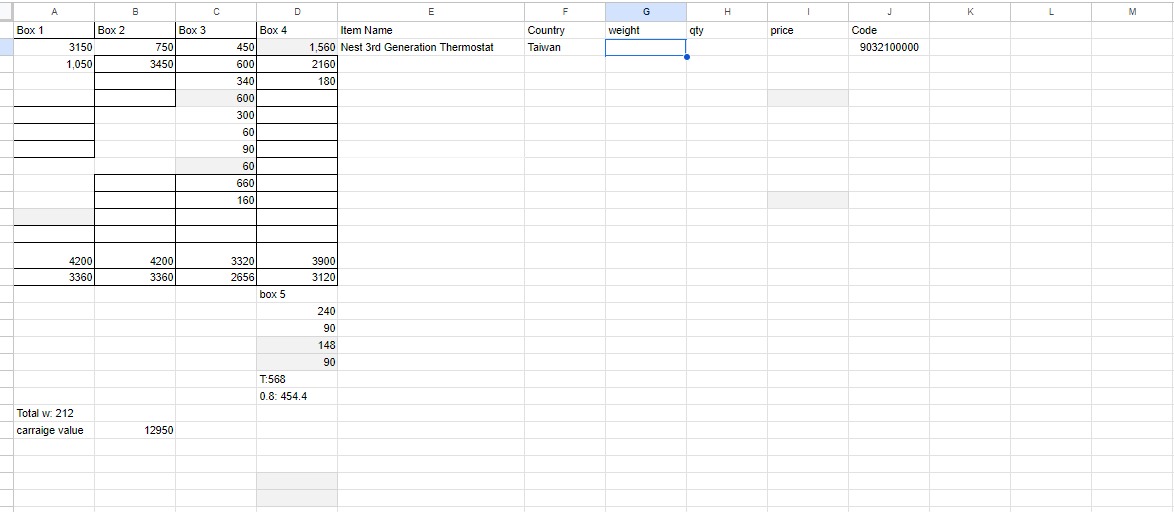 A B C D E F G H I J K L M
Box 1 Box 2 Box 3 Box 4 Item Name Country weight qty price Code
3150 750 450 1,560 Nest 3rd Generation Thermostat Taiwan 9032100000
1,050 3450 600 2160
340 180
600
300
60
90
60
660
160
4200 4200 3320 3900
3360 3360 2656 3120
box 5
240
90
148
90
T:568
0.8: 454.4
Total w: 212
carraige value 12950